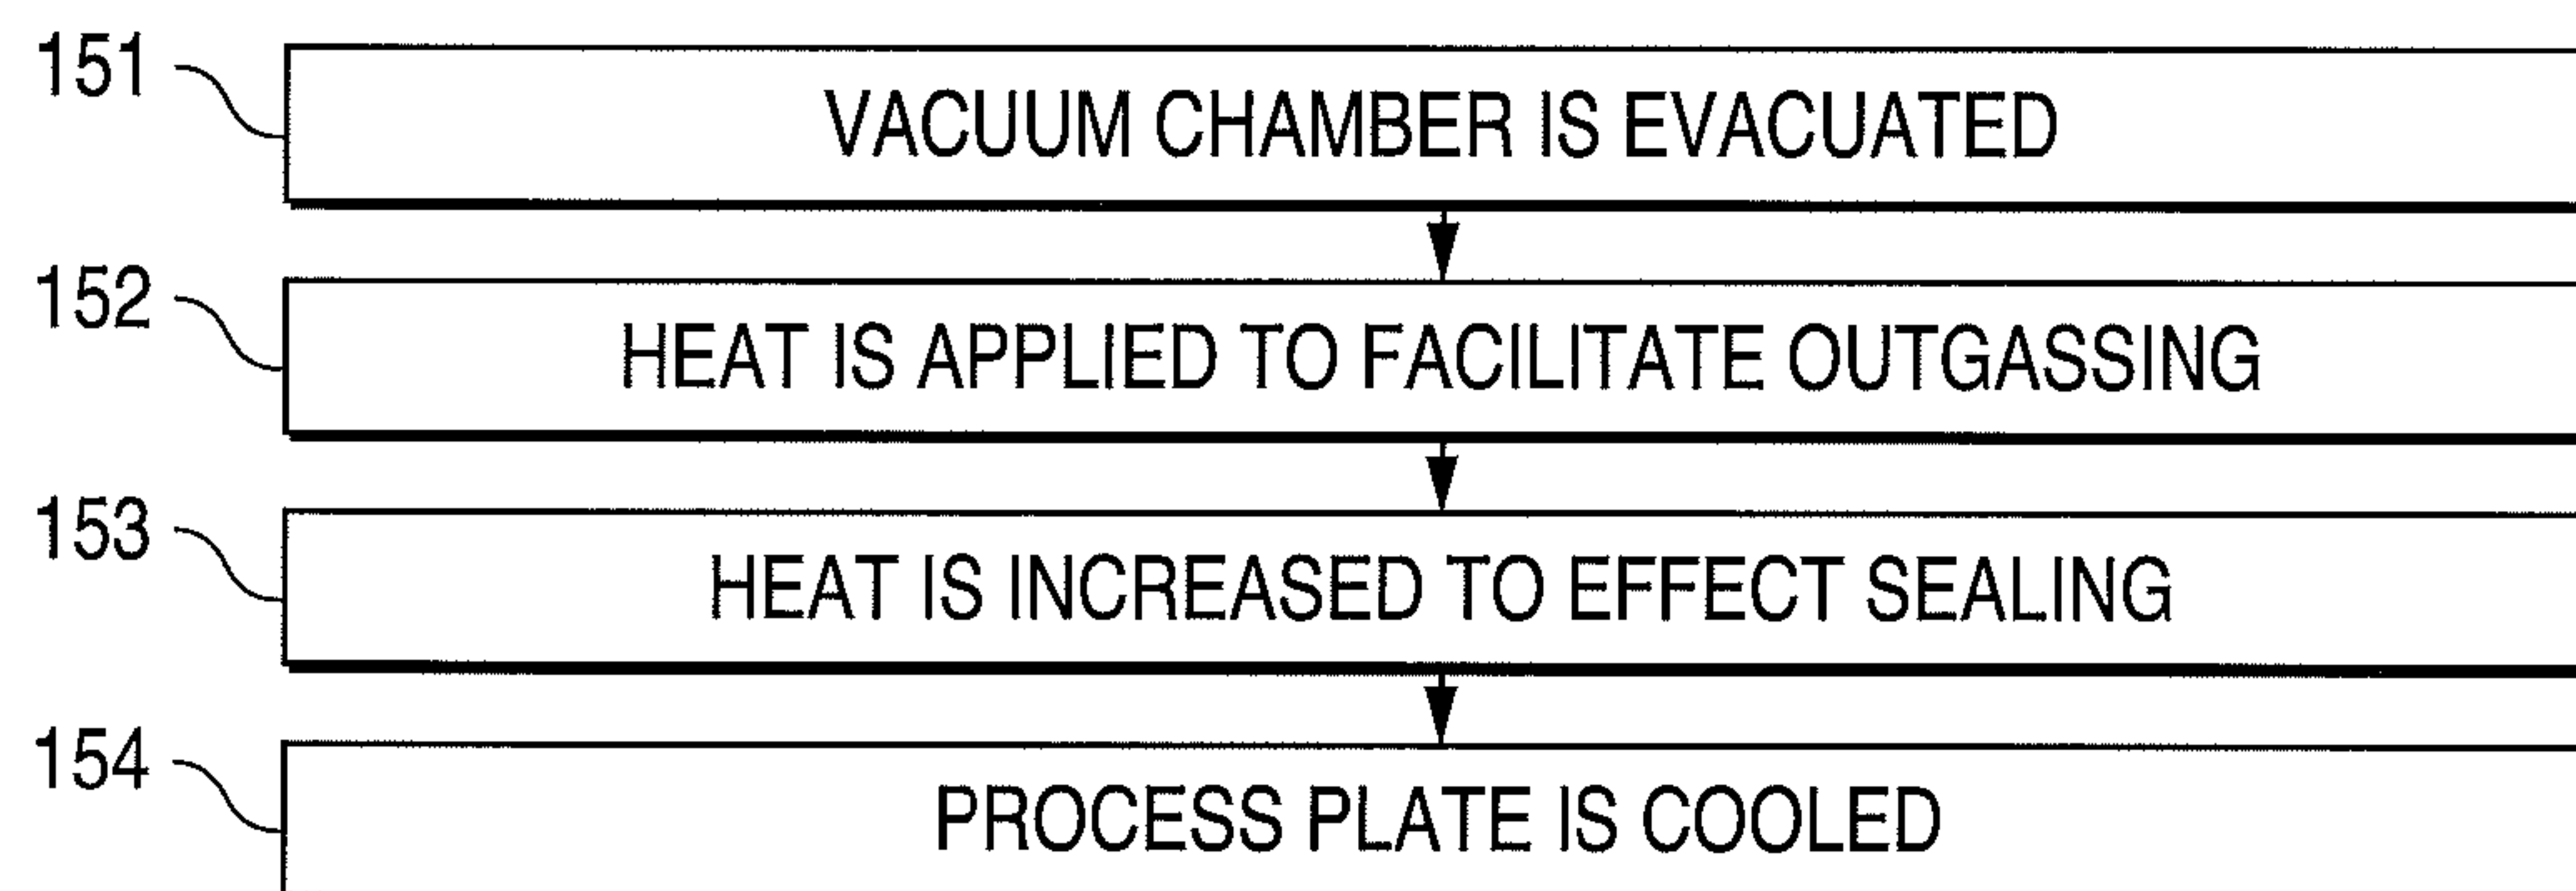 151 VACUUM CHAMBER IS EVACUATED
152 HEAT IS APPLIED TO FACILITATE OUTGASSING
153 HEAT IS INCREASED TO EFFECT SEALING
154 PROCESS PLATE IS COOLED